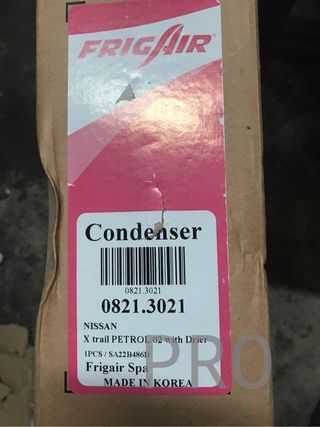 FRIGAIR
Condenser
0821.3021
0821.3021
NISSAN
X trail PETROL 02 with Drier
1PCS / SA22B486D
Frigair Spa
MADE IN KOREA
PRO